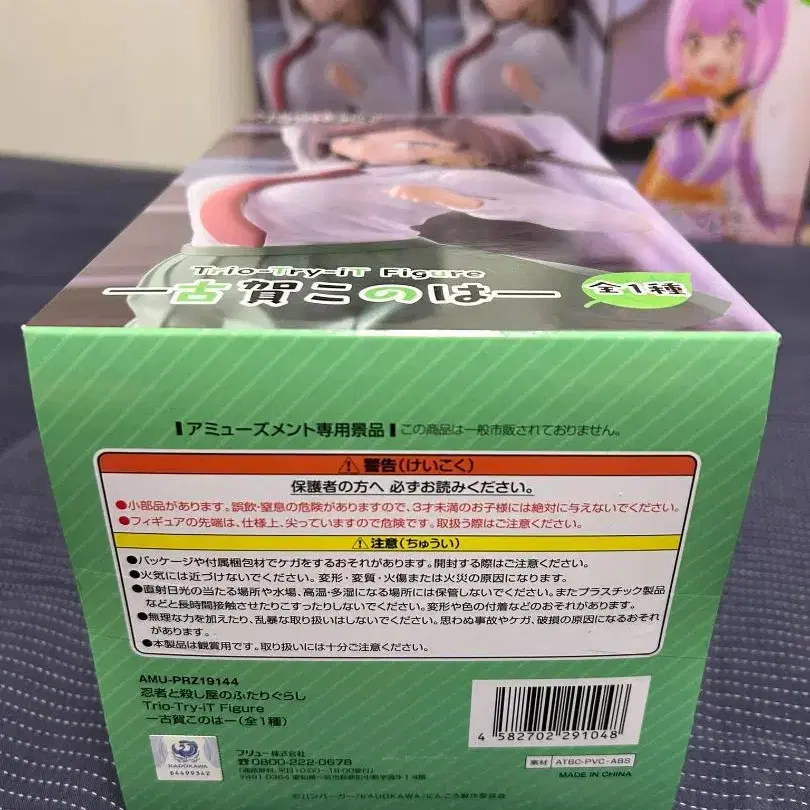 Trio-Try-iT Figure
ー古賀このはー 全1種
アミューズメント専用景品 この商品は一般市販されておりません。
警告(けいこく)
保護者の方へ 必ずお読みください。
●小部品があります。誤飲・窒息の危険がありますので、3才未満のお子様には絶対に与えないでください。
●フィギュアの先端は、仕様上、尖っていますので危険です。取扱う際はご注意ください。
注意(ちゅうい)
●パッケージや付属梱包材でケガをするおそれがあります。開封する際はご注意ください。
●火気には近づけないでください。変形・変質・火傷または火災の原因になります。
●直射日光の当たる場所や水場、高温・多湿になる場所には保管しないでください。またプラスチック製品
などと長時間接触させたりこすったりしないでください。変形や色の付着などのおそれがあります。
●無理な力を加えたり、乱暴な取り扱いはしないでください。思わぬ事故やケガ、破損の原因になるおそれ
があります。
●本製品は観賞用です。取り扱いには十分ご注意ください。
AMU-PRZ19144
忍者と殺し屋のふたりぐらし
Trio-Try-iT Figure
ー古賀このはー(全1種)
4 582702 291048
KADOKAWA
フリュー株式会社
☎0800-222-0678
素材 ATBC-PVC・ABS
MADE IN CHINA